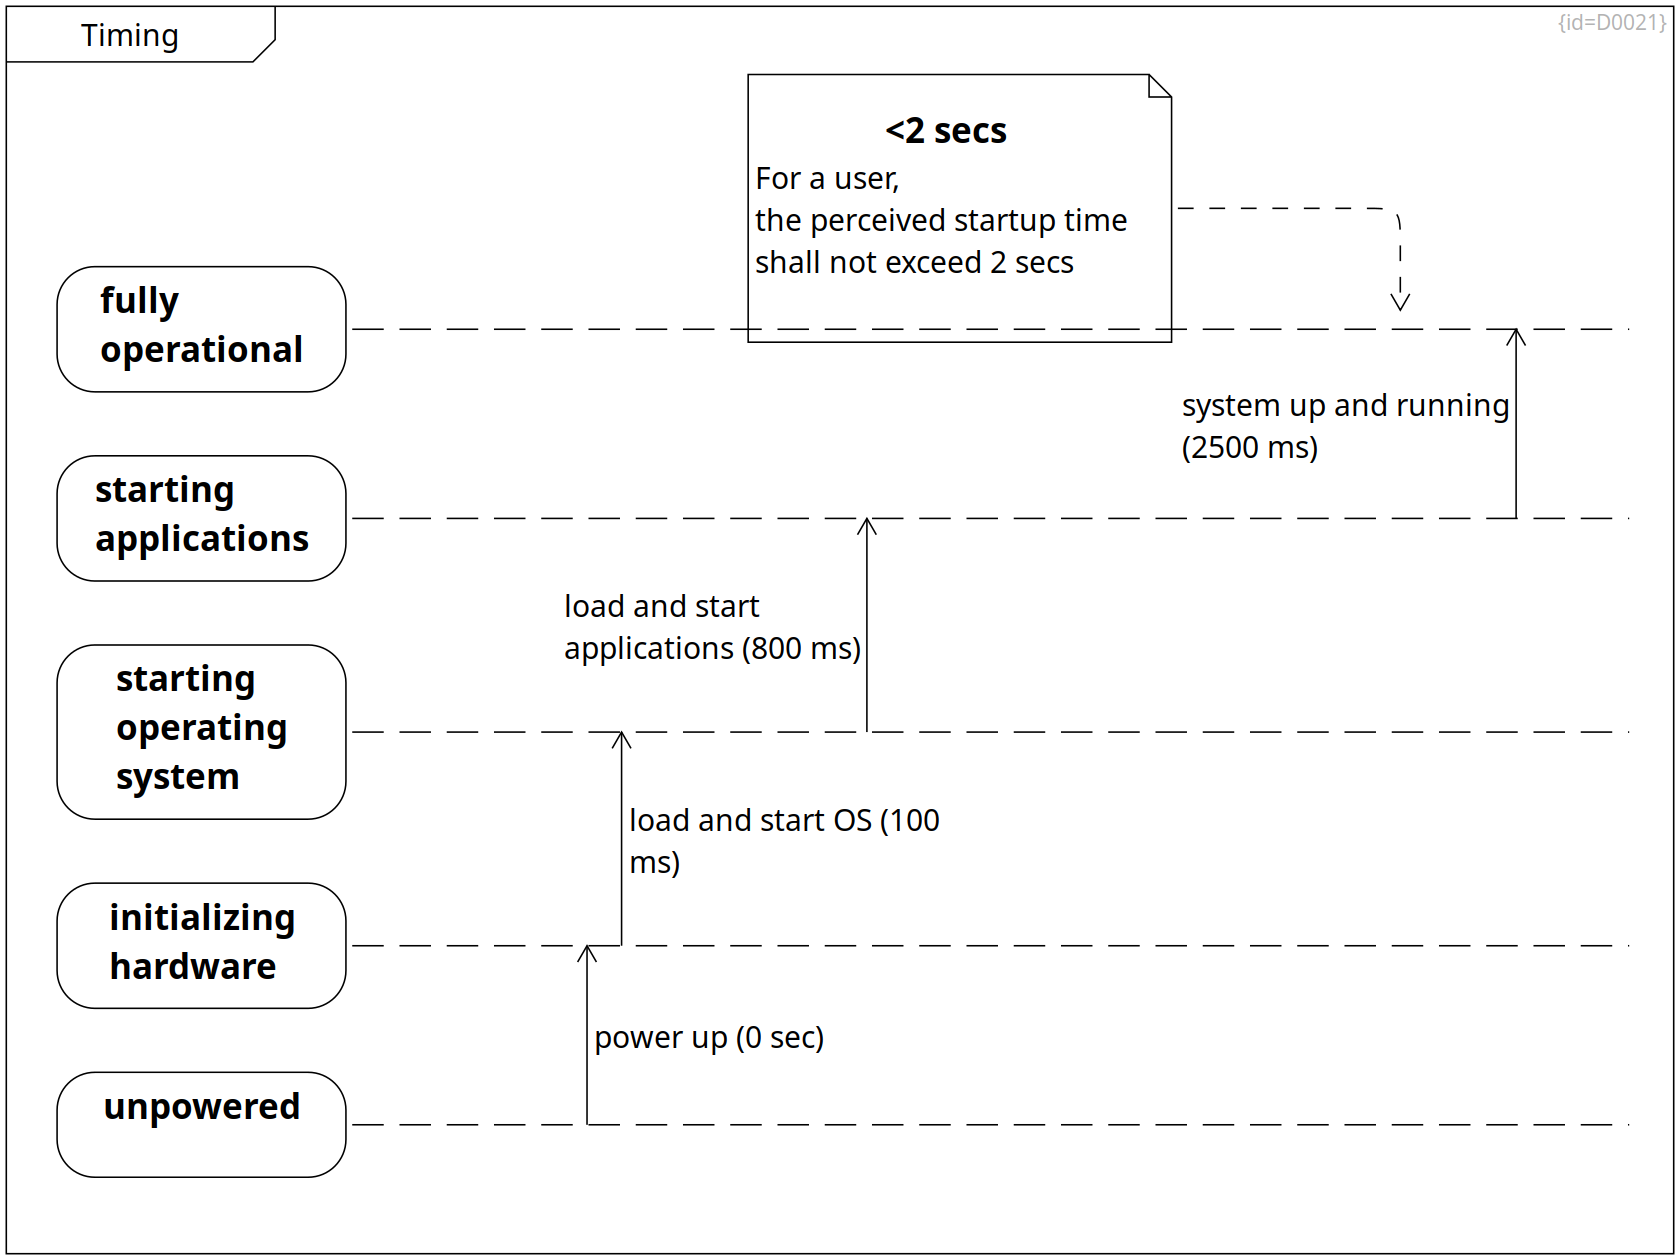 Timing
{id=D0021}
<2 secs
For a user,
the perceived startup time
shall not exceed 2 secs
fully
operational
system up and running
(2500 ms)
starting
applications
load and start
applications (800 ms)
starting
operating
system
load and start OS (100
ms)
initializing
hardware
power up (0 sec)
unpowered